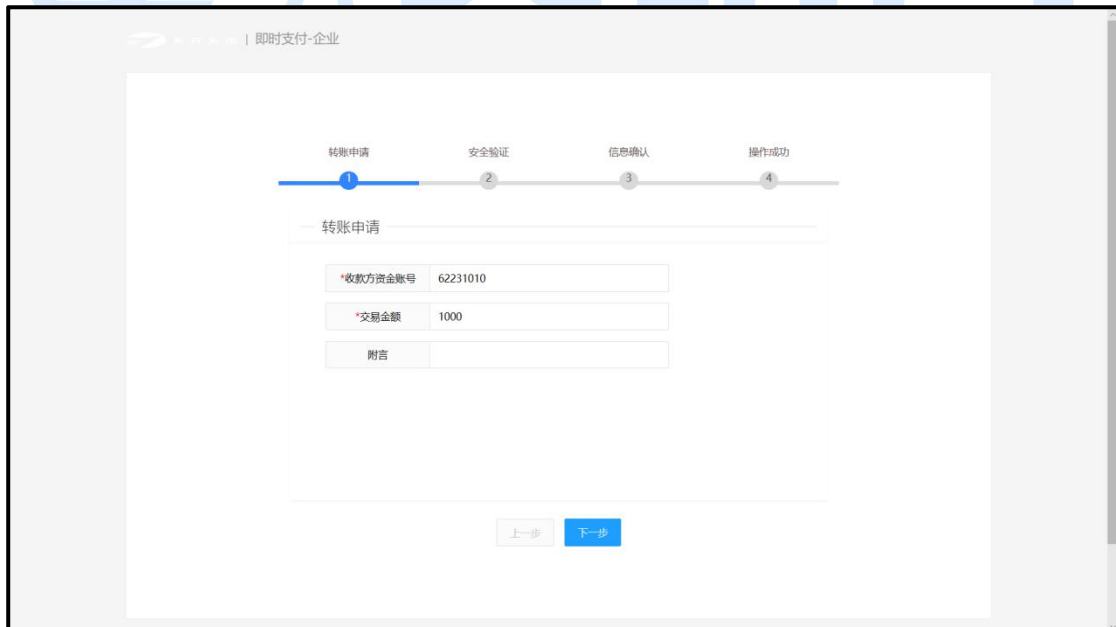 | 即时支付-企业
转账申请 安全验证 信息确认 操作成功
1 2 3 4
转账申请
*收款方资金账号 62231010
*交易金额 1000
附言
上一步 下一步